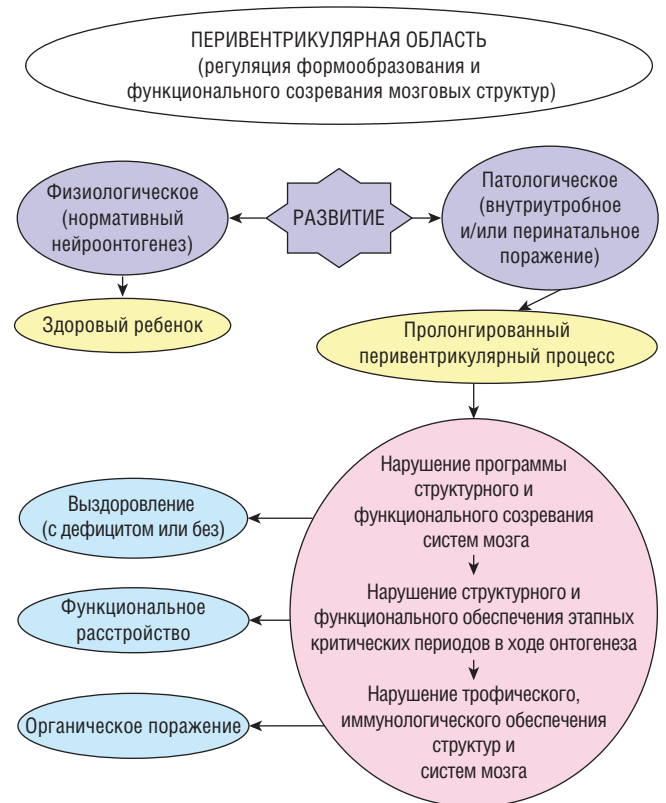 ПЕРИВЕНТРИКУЛЯРНАЯ ОБЛАСТЬ
(регуляция формообразования и
функционального созревания мозговых структур)
Физиологическое
(нормативный
нейроонтогенез)
РАЗВИТИЕ
Патологическое
(внутриутробное
и/или перинатальное
поражение)
Здоровый ребенок
Пролонгированный
перивентрикулярный процесс
Нарушение программы
структурного и
функционального созревания
систем мозга
Выздоровление
(с дефицитом или без)
Нарушение структурного и
функционального обеспечения этапных
критических периодов в ходе онтогенеза
Функциональное
расстройство
Нарушение трофического,
иммунологического обеспечения
структур и
систем мозга
Органическое поражение